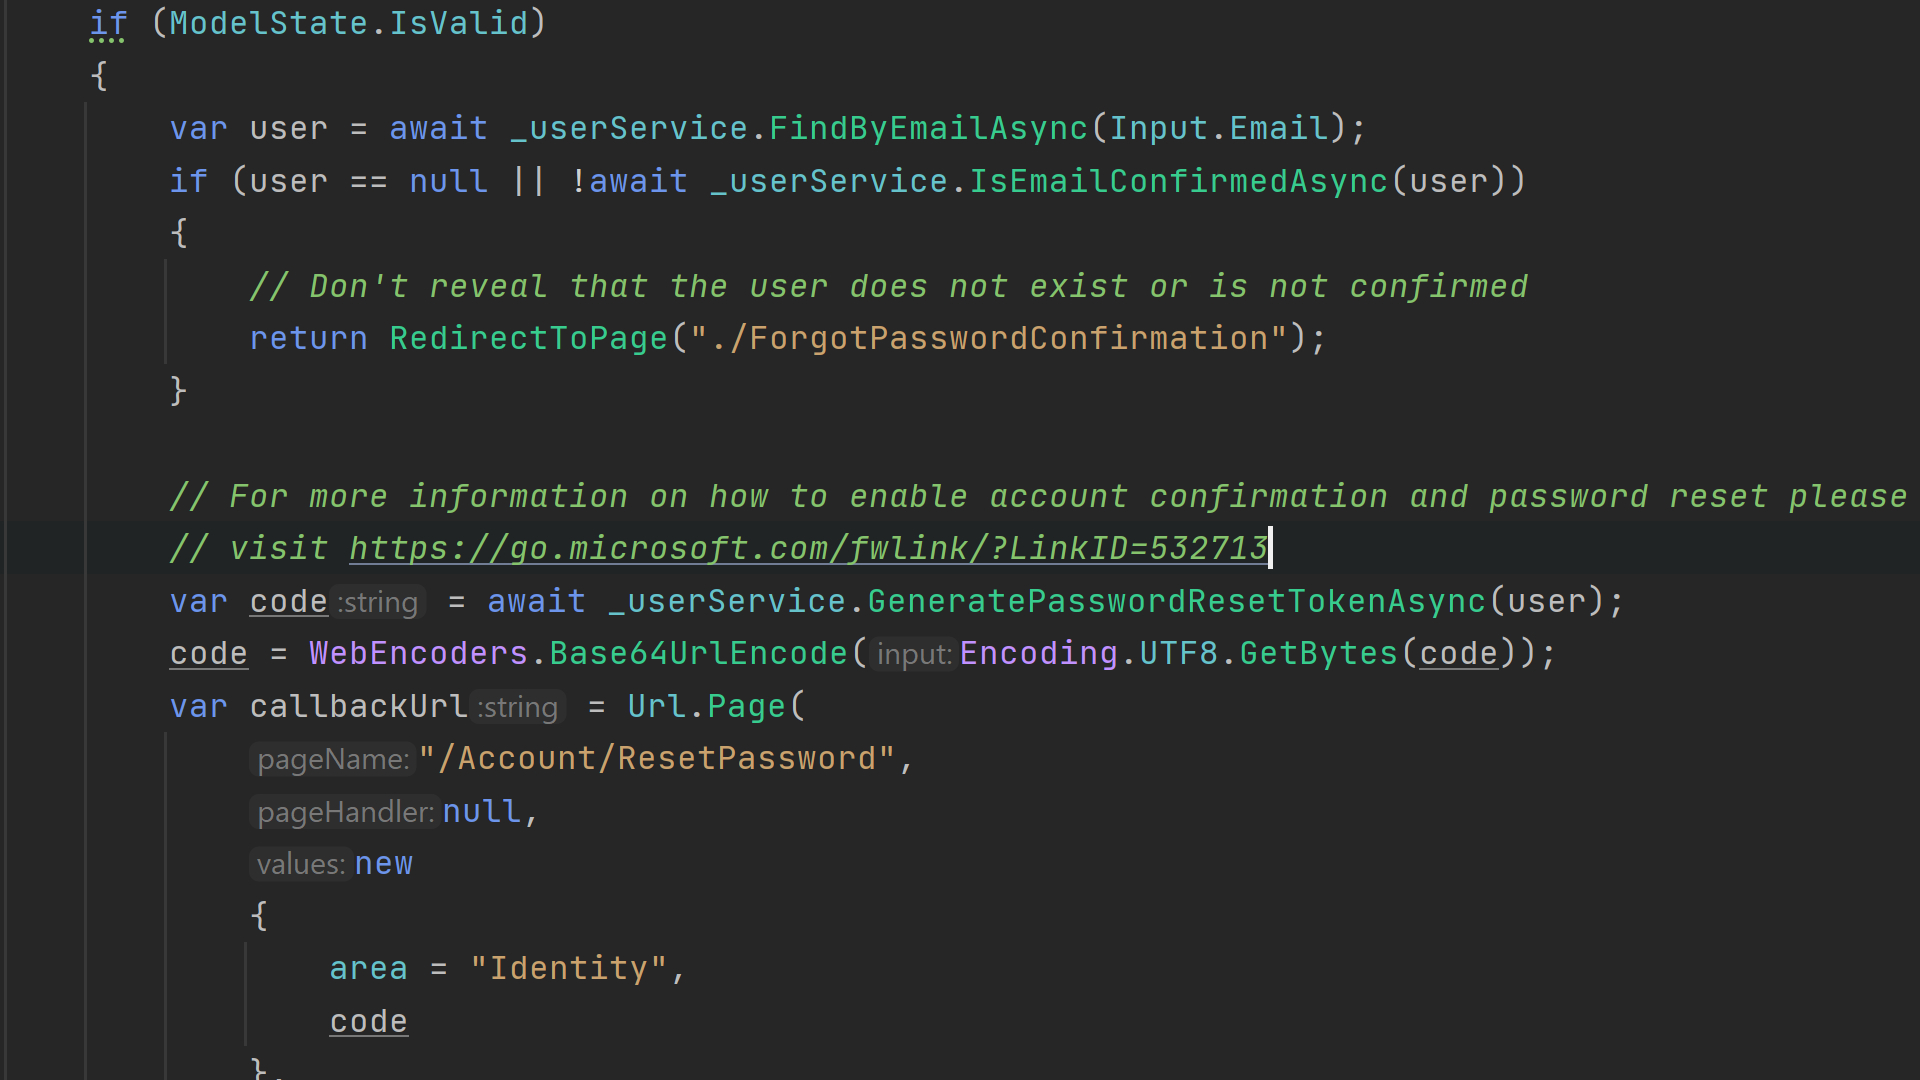 if (ModelState.IsValid)
{
var user = await _userService.FindByEmailAsync(Input.Email);
if (user == null || !await _userService.IsEmailConfirmedAsync(user))
{
// Don't reveal that the user does not exist or is not confirmed
return RedirectToPage("./ForgotPasswordConfirmation");
}
// For more information on how to enable account confirmation and password reset please
// visit https://go.microsoft.com/fwlink/?LinkID=532713
var code :string = await _userService.GeneratePasswordResetTokenAsync(user);
code = WebEncoders.Base64UrlEncode( input: Encoding.UTF8.GetBytes(code));
var callbackUrl :string = Url.Page(
pageName: "/Account/ResetPassword",
pageHandler: null,
values: new
{
area = "Identity",
code
},